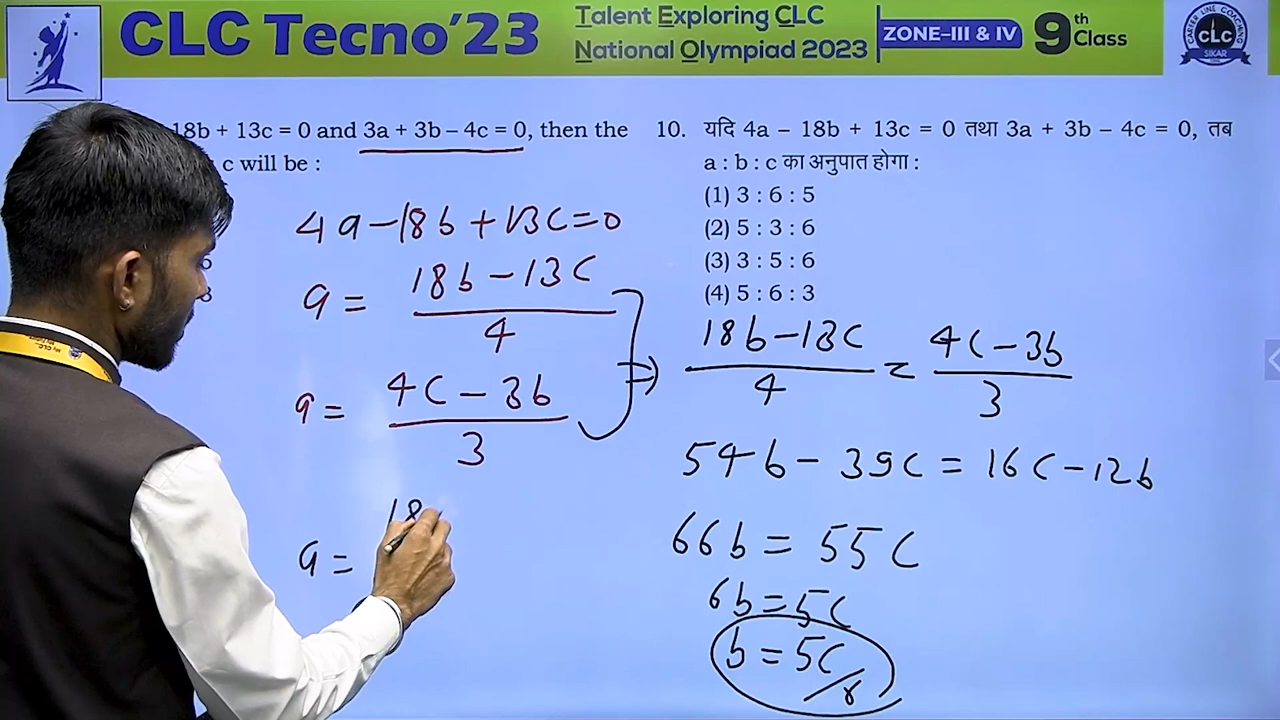 CLC Tecno'23
Talent Exploring CLC
National Olympiad 2023
ZONE–III & IV
9th Class
CAREER LINE COACHING
CLC
SIKAR
18b + 13c = 0 and 3a + 3b – 4c = 0, then the
c will be :
4a – 18b + 13c = 0
a = 18b – 13c / 4
a = 4c – 3b / 3
a = 18
10. यदि 4a – 18b + 13c = 0 तथा 3a + 3b – 4c = 0, तब
a : b : c का अनुपात होगा :
(1) 3 : 6 : 5
(2) 5 : 3 : 6
(3) 3 : 5 : 6
(4) 5 : 6 : 3
⇒ 18b – 13c / 4 = 4c – 3b / 3
54b – 39c = 16c – 12b
66b = 55c
6b = 5c
b = 5c/6